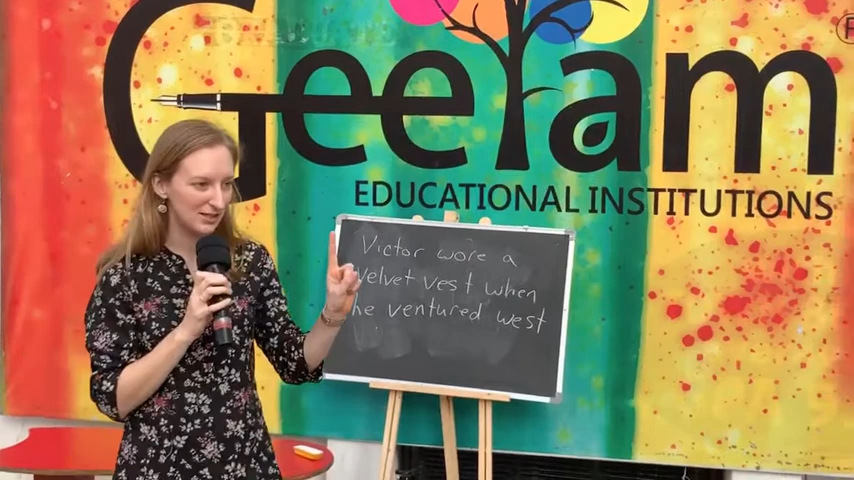 Geetam
EDUCATIONAL INSTITUTIONS
Victor wore a
velvet vest when
he ventured west